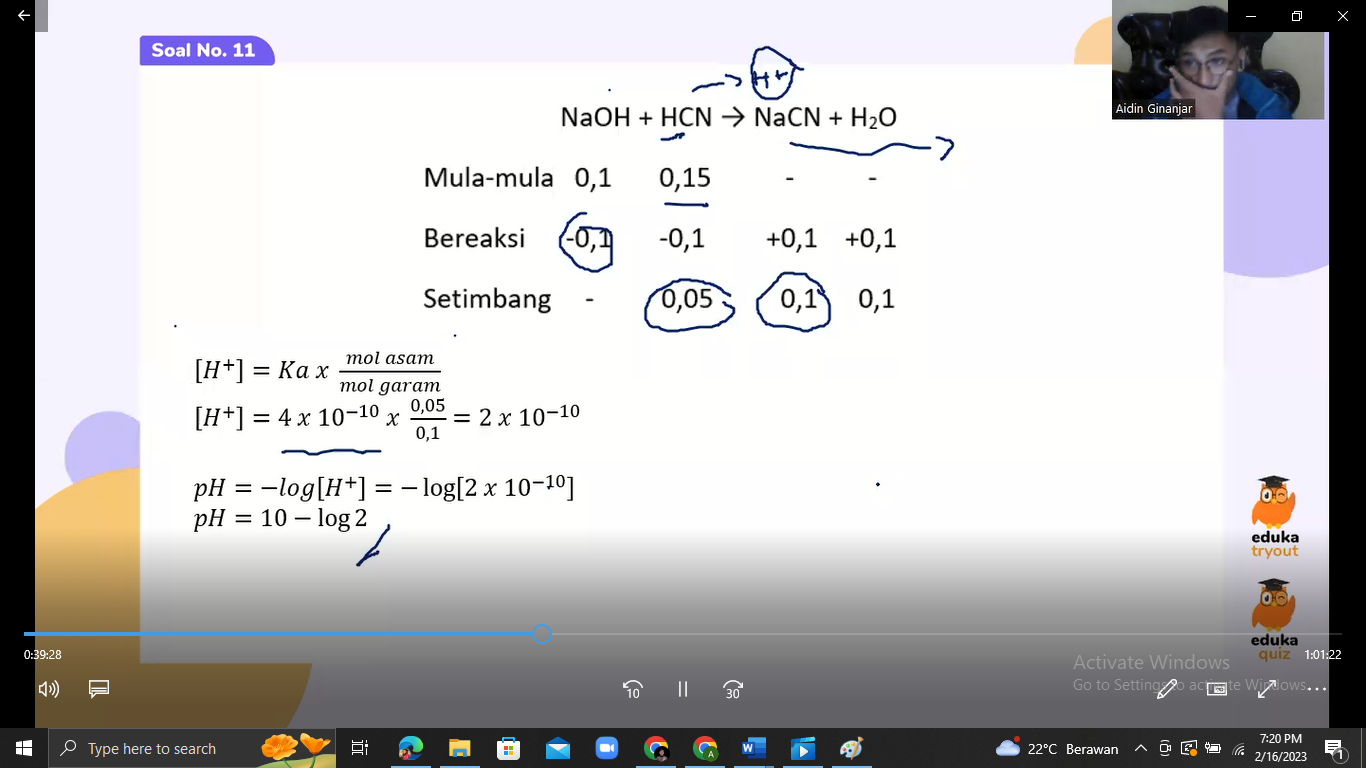 Soal No. 11
H+
Aidin Ginanjar
NaOH + HCN → NaCN + H₂O
Mula-mula 0,1 0,15 - -
Bereaksi -0,1 -0,1 +0,1 +0,1
Setimbang - 0,05 0,1 0,1
[H⁺] = Ka x mol asam / mol garam
[H⁺] = 4 x 10⁻¹⁰ x 0,05 / 0,1 = 2 x 10⁻¹⁰
pH = −log[H⁺] = − log[2 x 10⁻¹⁰]
pH = 10 − log 2
eduka
tryout
eduka
quiz
0:39:28
1:01:22
Activate Windows
Go to Settings to activate Windows.
10
30
Type here to search
22°C Berawan
7:20 PM
2/16/2023
1